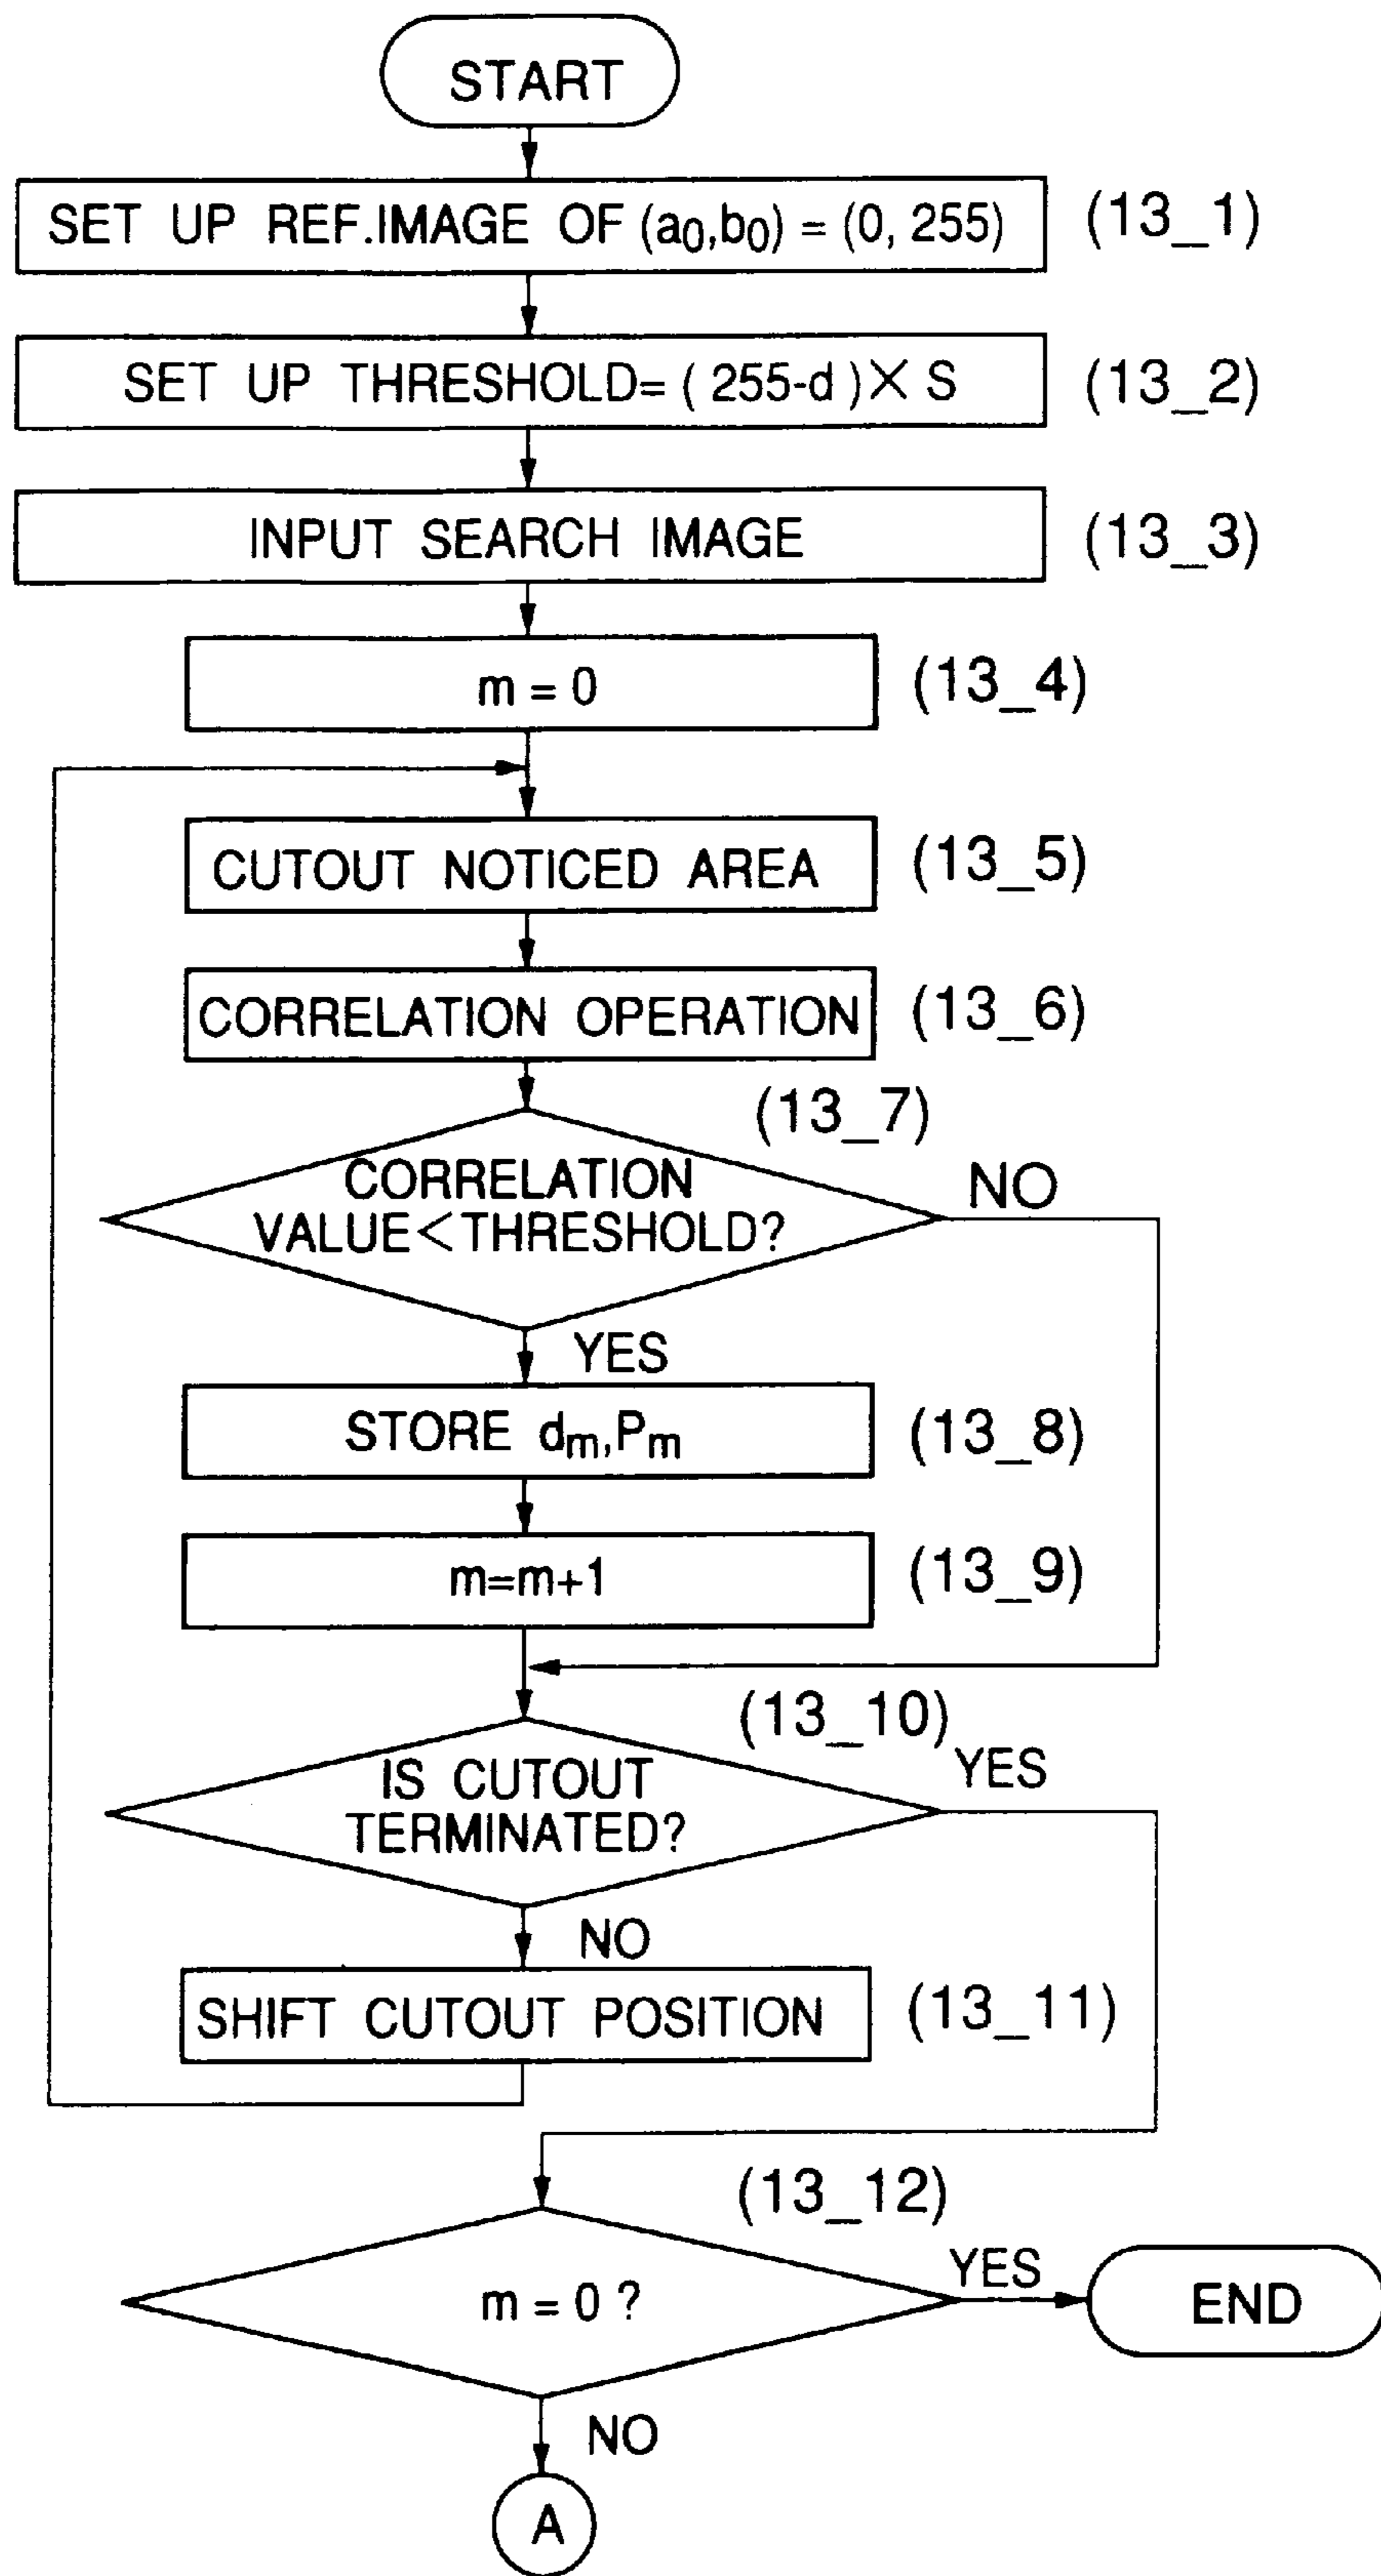 START
SET UP REF.IMAGE OF (a₀,b₀) = (0, 255)
(13_1)
SET UP THRESHOLD= ( 255-d ) × S
(13_2)
INPUT SEARCH IMAGE
(13_3)
m = 0
(13_4)
CUTOUT NOTICED AREA
(13_5)
CORRELATION OPERATION
(13_6)
(13_7)
CORRELATION
VALUE<THRESHOLD?
NO
YES
STORE dₘ,Pₘ
(13_8)
m=m+1
(13_9)
(13_10)
IS CUTOUT
TERMINATED?
YES
NO
SHIFT CUTOUT POSITION
(13_11)
(13_12)
m = 0 ?
YES
END
NO
A